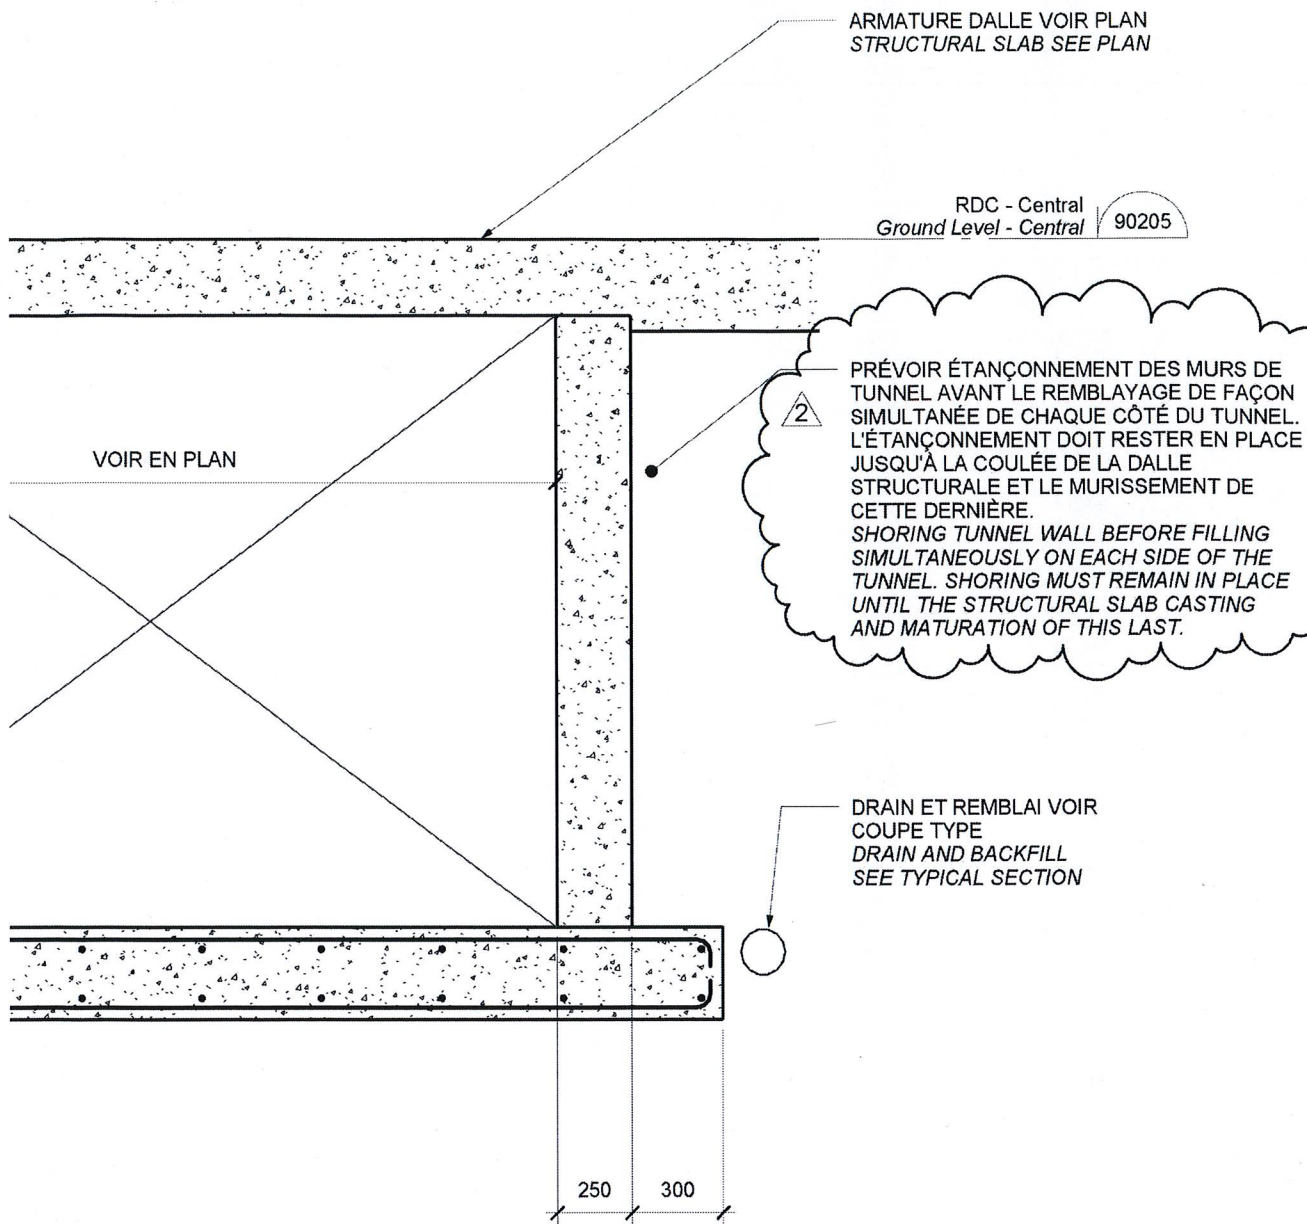 ARMATURE DALLE VOIR PLAN
STRUCTURAL SLAB SEE PLAN
RDC - Central
Ground Level - Central
90205
PRÉVOIR ÉTANÇONNEMENT DES MURS DE
TUNNEL AVANT LE REMBLAYAGE DE FAÇON
SIMULTANÉE DE CHAQUE CÔTÉ DU TUNNEL.
L'ÉTANÇONNEMENT DOIT RESTER EN PLACE
JUSQU'À LA COULÉE DE LA DALLE
STRUCTURALE ET LE MURISSEMENT DE
CETTE DERNIÈRE.
SHORING TUNNEL WALL BEFORE FILLING
SIMULTANEOUSLY ON EACH SIDE OF THE
TUNNEL. SHORING MUST REMAIN IN PLACE
UNTIL THE STRUCTURAL SLAB CASTING
AND MATURATION OF THIS LAST.
2
VOIR EN PLAN
DRAIN ET REMBLAI VOIR
COUPE TYPE
DRAIN AND BACKFILL
SEE TYPICAL SECTION
250
300